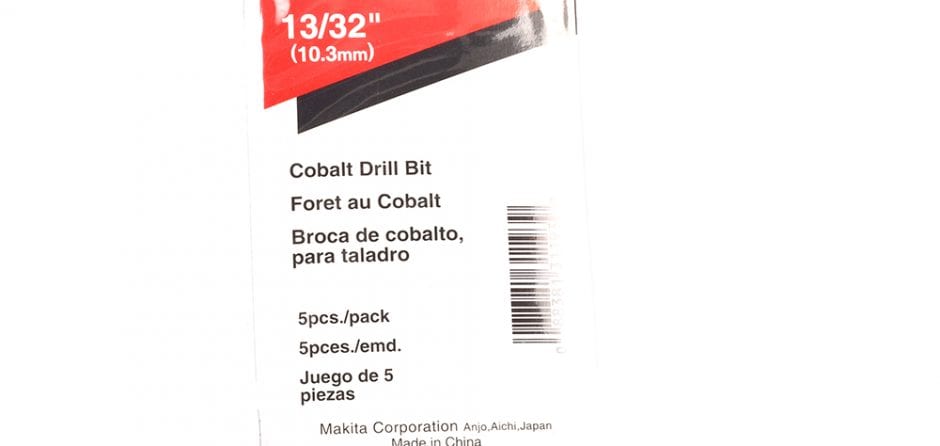 13/32"
(10.3mm)
Cobalt Drill Bit
Foret au Cobalt
Broca de cobalto,
para taladro
5pcs./pack
5pces./emd.
Juego de 5
piezas
Makita Corporation Anjo,Aichi,Japan
Made in China